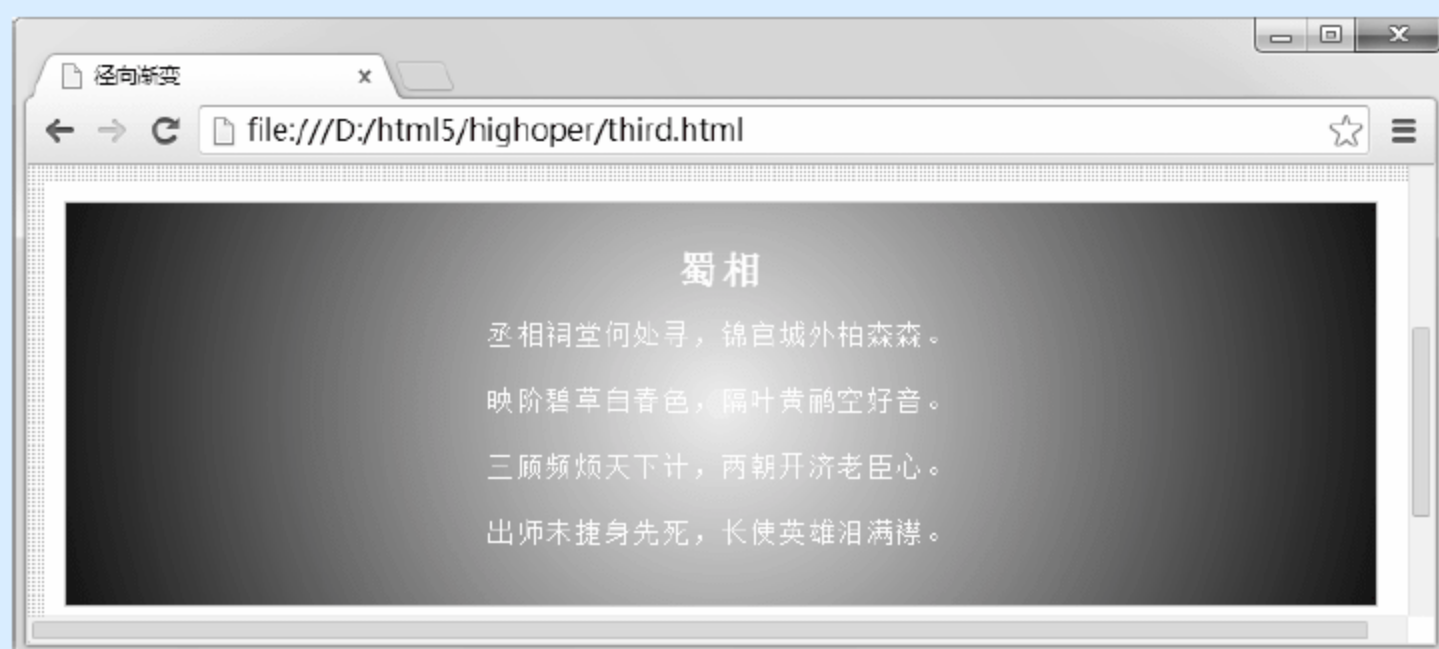 径向渐变
file:///D:/html5/highoper/third.html
蜀相
丞相祠堂何处寻，锦官城外柏森森。
映阶碧草自春色，隔叶黄鹂空好音。
三顾频烦天下计，两朝开济老臣心。
出师未捷身先死，长使英雄泪满襟。